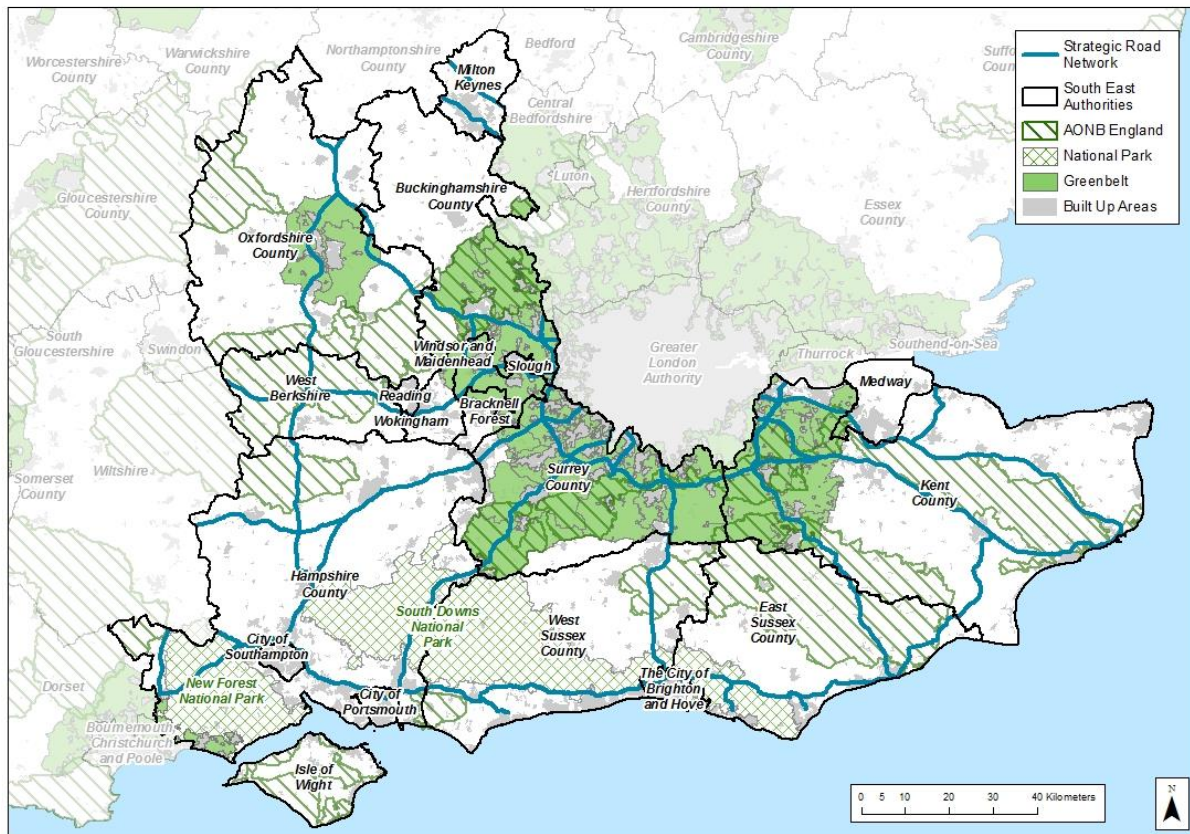 Worcestershire
County
Warwickshire
County
Northamptonshire
County
Bedford
Cambridgeshire
County
Milton
Keynes
Central
Bedfordshire
Strategic Road
Network
South East
Authorities
AONB England
National Park
Greenbelt
Built Up Areas
Gloucestershire
County
Buckinghamshire
County
Luton
Hertfordshire
County
Essex
County
Oxfordshire
County
South
Gloucestershire
Swindon
Windsor and
Maidenhead
Slough
Greater
London
Authority
Thurrock
Southend-on-Sea
Medway
West
Berkshire
Reading
Wokingham
Bracknell
Forest
Wiltshire
Somerset
County
Surrey
County
Kent
County
Hampshire
County
South Downs
National
Park
West
Sussex
County
East
Sussex
County
City of
Southampton
New Forest
National Park
City of
Portsmouth
The City of
Brighton
and Hove
Dorset
Bournemouth
Christchurch
and Poole
Isle of
Wight
0 5 10 20 30 40 Kilometers
N